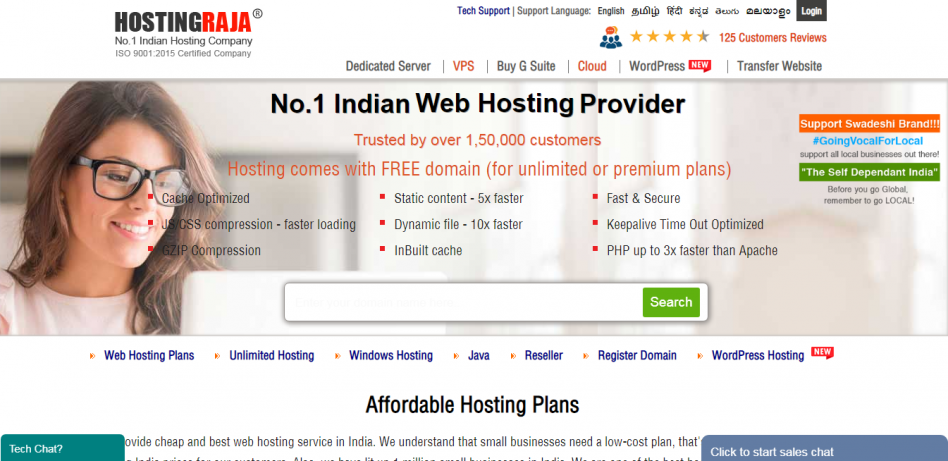 HOSTINGRAJA®
No.1 Indian Hosting Company
ISO 9001:2015 Certified Company
Tech Support | Support Language: English தமிழ் हिंदी ಕನ್ನಡ తెలుగు മലയാളം Login
125 Customers Reviews
Dedicated Server | VPS | Buy G Suite | Cloud | WordPress NEW | Transfer Website
No.1 Indian Web Hosting Provider
Trusted by over 1,50,000 customers
Hosting comes with FREE domain (for unlimited or premium plans)
Cache Optimized
Static content - 5x faster
Fast & Secure
JS/CSS compression - faster loading
Dynamic file - 10x faster
Keepalive Time Out Optimized
GZIP Compression
InBuilt cache
PHP up to 3x faster than Apache
Support Swadeshi Brand!!!
#GoingVocalForLocal
support all local businesses out there!
"The Self Dependant India"
Before you go Global,
remember to go LOCAL!
Search
Web Hosting Plans Unlimited Hosting Windows Hosting Java Reseller Register Domain WordPress Hosting NEW
Affordable Hosting Plans
ovide cheap and best web hosting service in India. We understand that small businesses need a low-cost plan, that'
Tech Chat?
Click to start sales chat